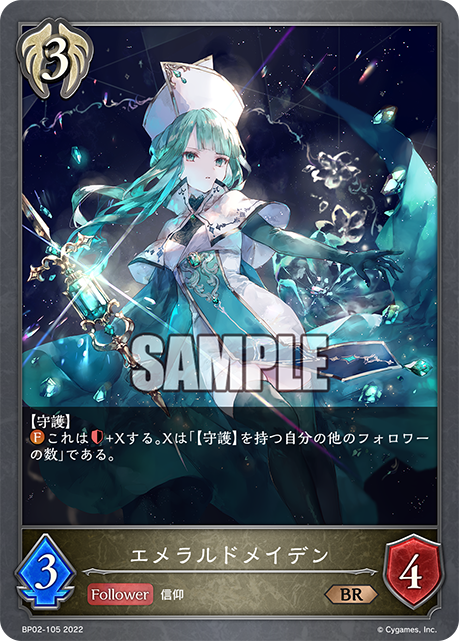 3
SAMPLE
【守護】
F これは+Xする。Xは「【守護】を持つ自分の他のフォロワー
の数」である。
エメラルドメイデン
3 Follower 信仰 BR 4
BP02-105 2022 © Cygames, Inc.